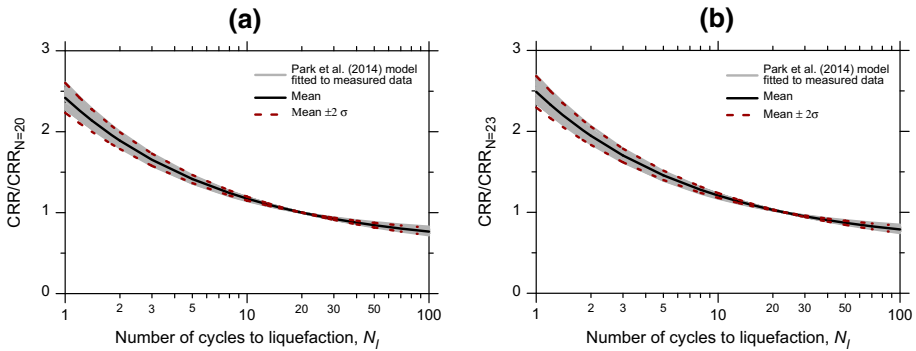 (a)
3
2
1
0
CRR/CRR_N=20
Park et al. (2014) model
fitted to measured data
Mean
Mean ±2 σ
1 2 3 5 10 20 30 50 100
Number of cycles to liquefaction, N_l
(b)
3
2
1
0
CRR/CRR_N=23
Park et al. (2014) model
fitted to measured data
Mean
Mean ± 2σ
1 2 3 5 10 20 30 50 100
Number of cycles to liquefaction, N_l